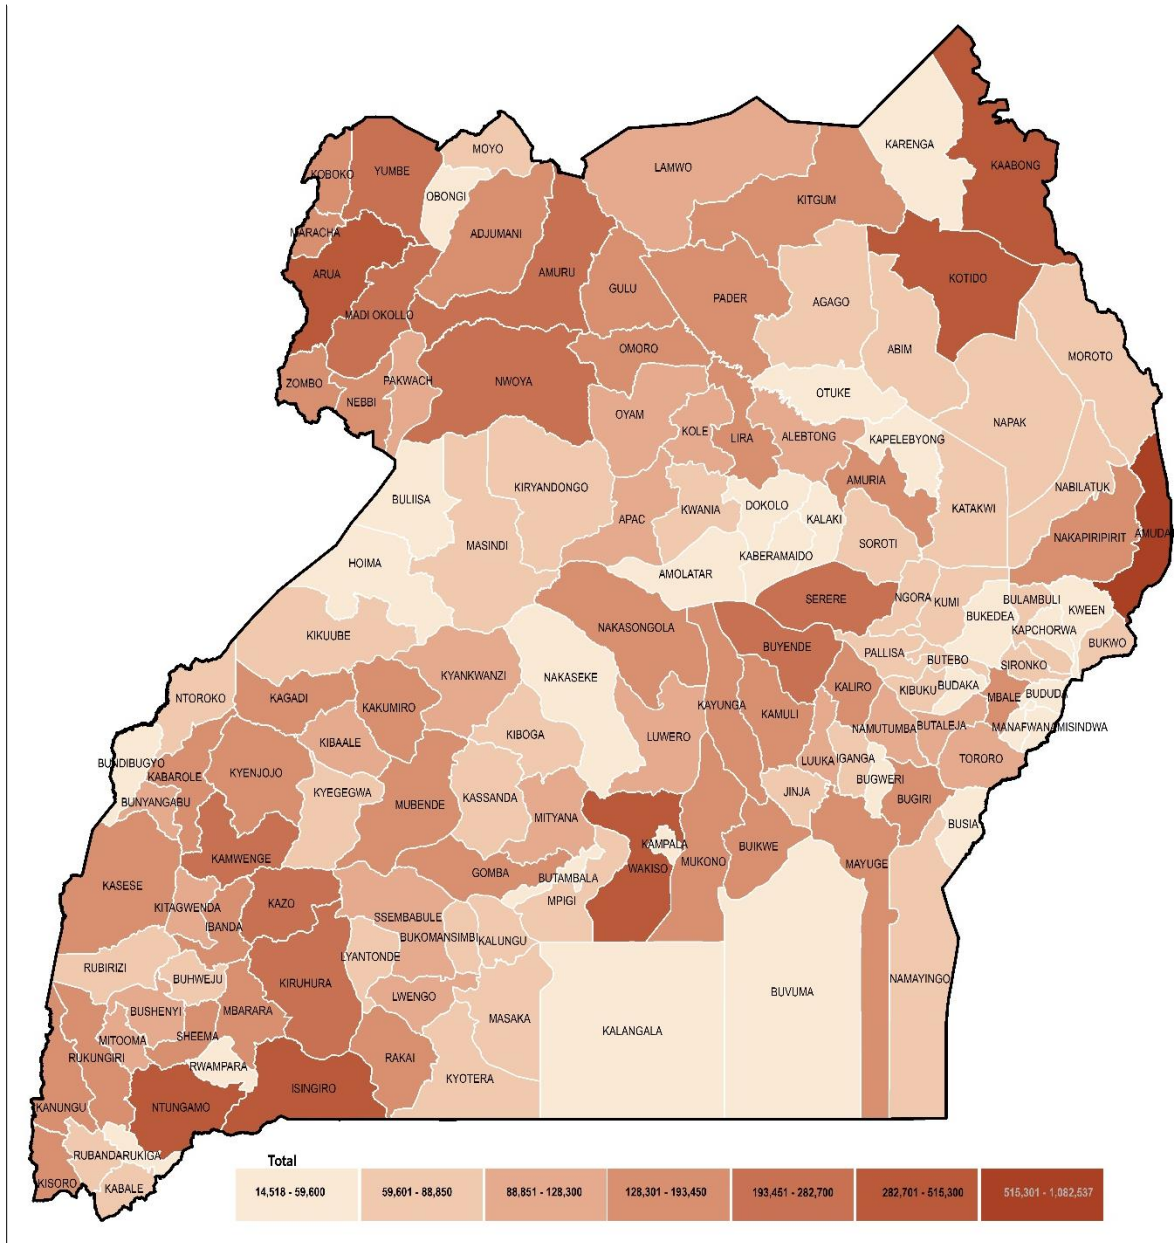 KARENGA
KAABONG
MOYO
LAMWO
KOBOKO
YUMBE
OBONGI
KITGUM
MARACHA
ADJUMANI
ARUA
AMURU
KOTIDO
GULU
PADER
AGAGO
MADI OKOLLO
ABIM
MOROTO
OMORO
ZOMBO
PAKWACH
NWOYA
NEBBI
OTUKE
OYAM
KOLE
LIRA
ALEBTONG
NAPAK
KAPELEBYONG
AMURIA
BULIISA
KIRYANDONGO
KWANIA
DOKOLO
KALAKI
KATAKWI
NABILATUK
APAC
NAKAPIRIPIRIT
AMUDA
MASINDI
SOROTI
HOIMA
KABERAMAIDO
AMOLATAR
SERERE
NGORA
KUMI
BULAMBULI
KWEEN
BUKEDEA
NAKASONGOLA
KAPCHORWA
KIKUUBE
BUYENDE
PALLISA
BUTEBO
SIRONKO
BUKWO
KYANKWANZI
NAKASEKE
NTOROKO
KAGADI
KAKUMIRO
KALIRO
KIBUKU
BUDAKA
MBALE
BUDUDA
KAYUNGA
KAMULI
KIBOGA
NAMUTUMBA
BUTALEJA
MANAFWA
NAMISINDWA
KIBAALE
LUWERO
BUNDIBUGYO
KABAROLE
KYENJOJO
LUUKA
IGANGA
TORORO
BUGWERI
BUNYANGABU
KYEGEGWA
MUBENDE
KASSANDA
MITYANA
JINJA
BUGIRI
BUSIA
KAMWENGE
KAMPALA
BUIKWE
WAKISO
MUKONO
MAYUGE
GOMBA
BUTAMBALA
KASESE
MPIGI
KITAGWENDA
KAZO
SSEMBABULE
IBANDA
BUKOMANSIMBI
KALUNGU
LYANTONDE
RUBIRIZI
BUHWEJU
KIRUHURA
NAMAYINGO
BUVUMA
LWENGO
BUSHENYI
MBARARA
MASAKA
MITOOMA
SHEEMA
KALANGALA
RUKUNGIRI
RWAMPARA
RAKAI
KYOTERA
ISINGIRO
KANUNGU
NTUNGAMO
RUBANDA
RUKIGA
KISORO
KABALE
Total
14,518 - 59,600
59,601 - 88,850
88,851 - 128,300
128,301 - 193,450
193,451 - 282,700
282,701 - 515,300
515,301 - 1,082,537